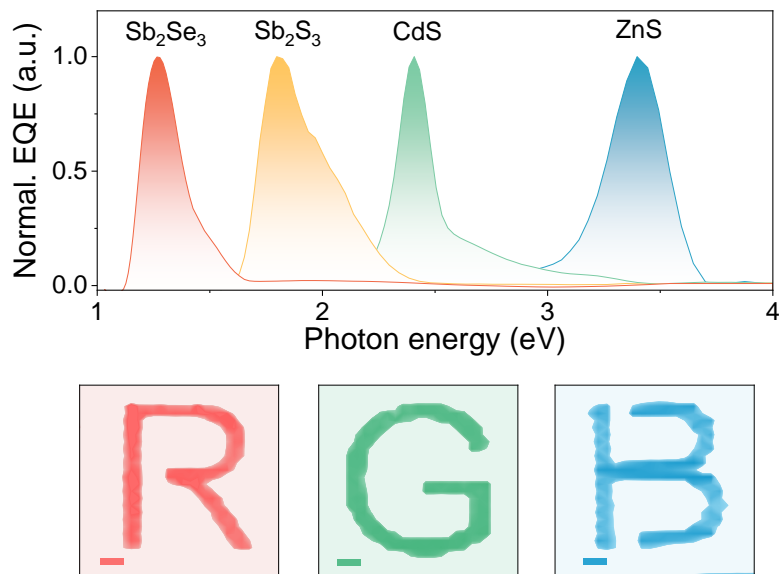 Sb₂Se₃ Sb₂S₃ CdS ZnS
1.0
0.5
0.0
Normal. EQE (a.u.)
1 2 3 4
Photon energy (eV)
R G B